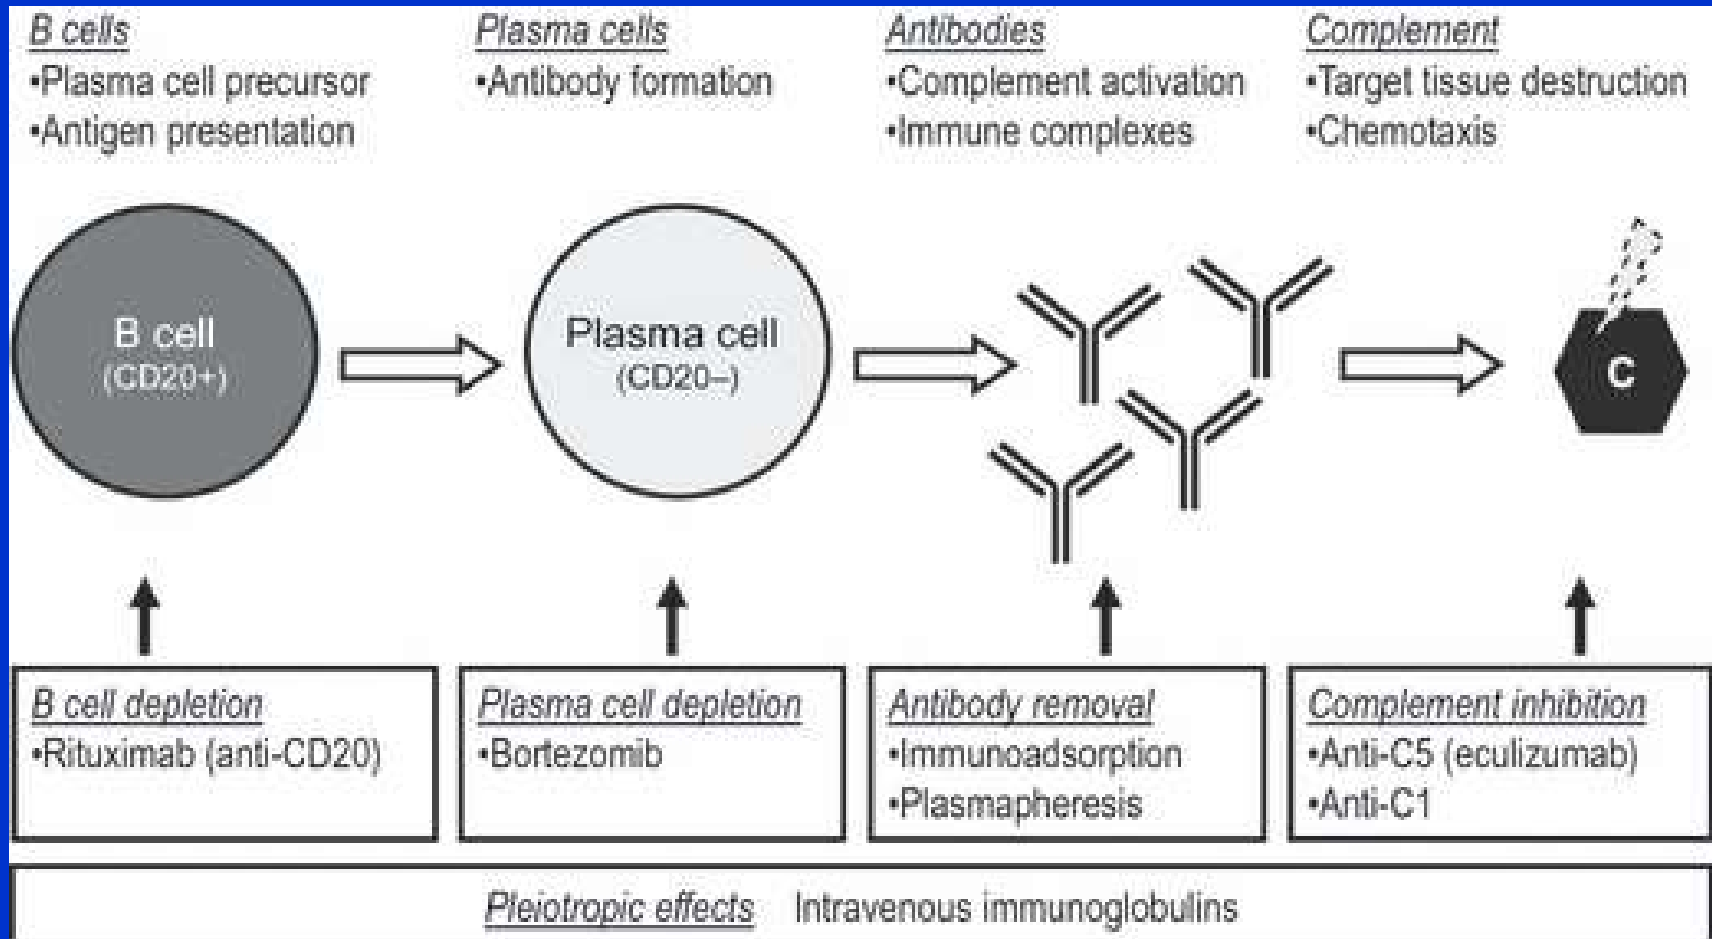 B cells
•Plasma cell precursor
•Antigen presentation
Plasma cells
•Antibody formation
Antibodies
•Complement activation
•Immune complexes
Complement
•Target tissue destruction
•Chemotaxis
B cell
(CD20+)
Plasma cell
(CD20–)
C
B cell depletion
•Rituximab (anti-CD20)
Plasma cell depletion
•Bortezomib
Antibody removal
•Immunoadsorption
•Plasmapheresis
Complement inhibition
•Anti-C5 (eculizumab)
•Anti-C1
Pleiotropic effects Intravenous immunoglobulins